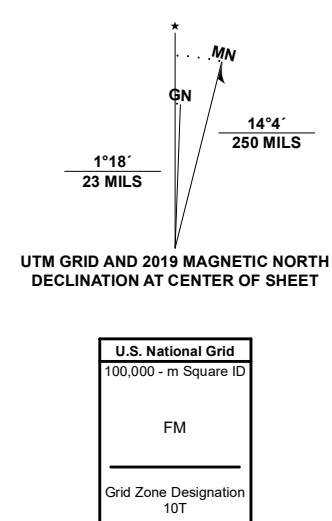 ★
MN
GN
14°4´
250 MILS
1°18´
23 MILS
UTM GRID AND 2019 MAGNETIC NORTH
DECLINATION AT CENTER OF SHEET
U.S. National Grid
100,000 - m Square ID
FM
Grid Zone Designation
10T